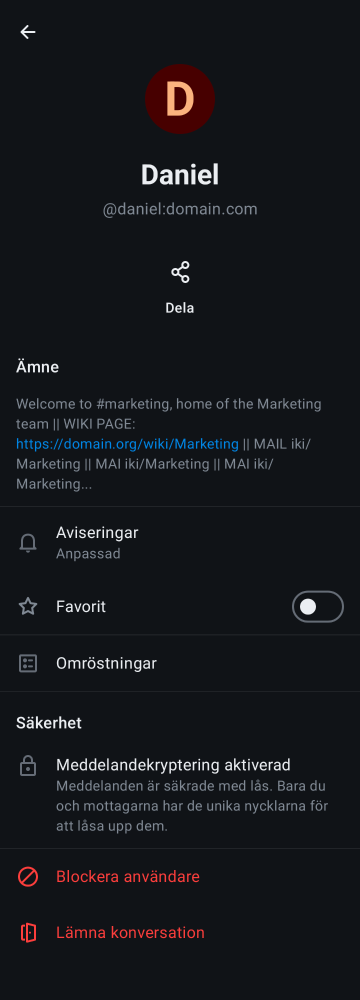 D
Daniel
@daniel:domain.com
Dela
Ämne
Welcome to #marketing, home of the Marketing
team || WIKI PAGE:
https://domain.org/wiki/Marketing || MAIL iki/
Marketing || MAI iki/Marketing || MAI iki/
Marketing...
Aviseringar
Anpassad
Favorit
Omröstningar
Säkerhet
Meddelandekryptering aktiverad
Meddelanden är säkrade med lås. Bara du
och mottagarna har de unika nycklarna för
att låsa upp dem.
Blockera användare
Lämna konversation